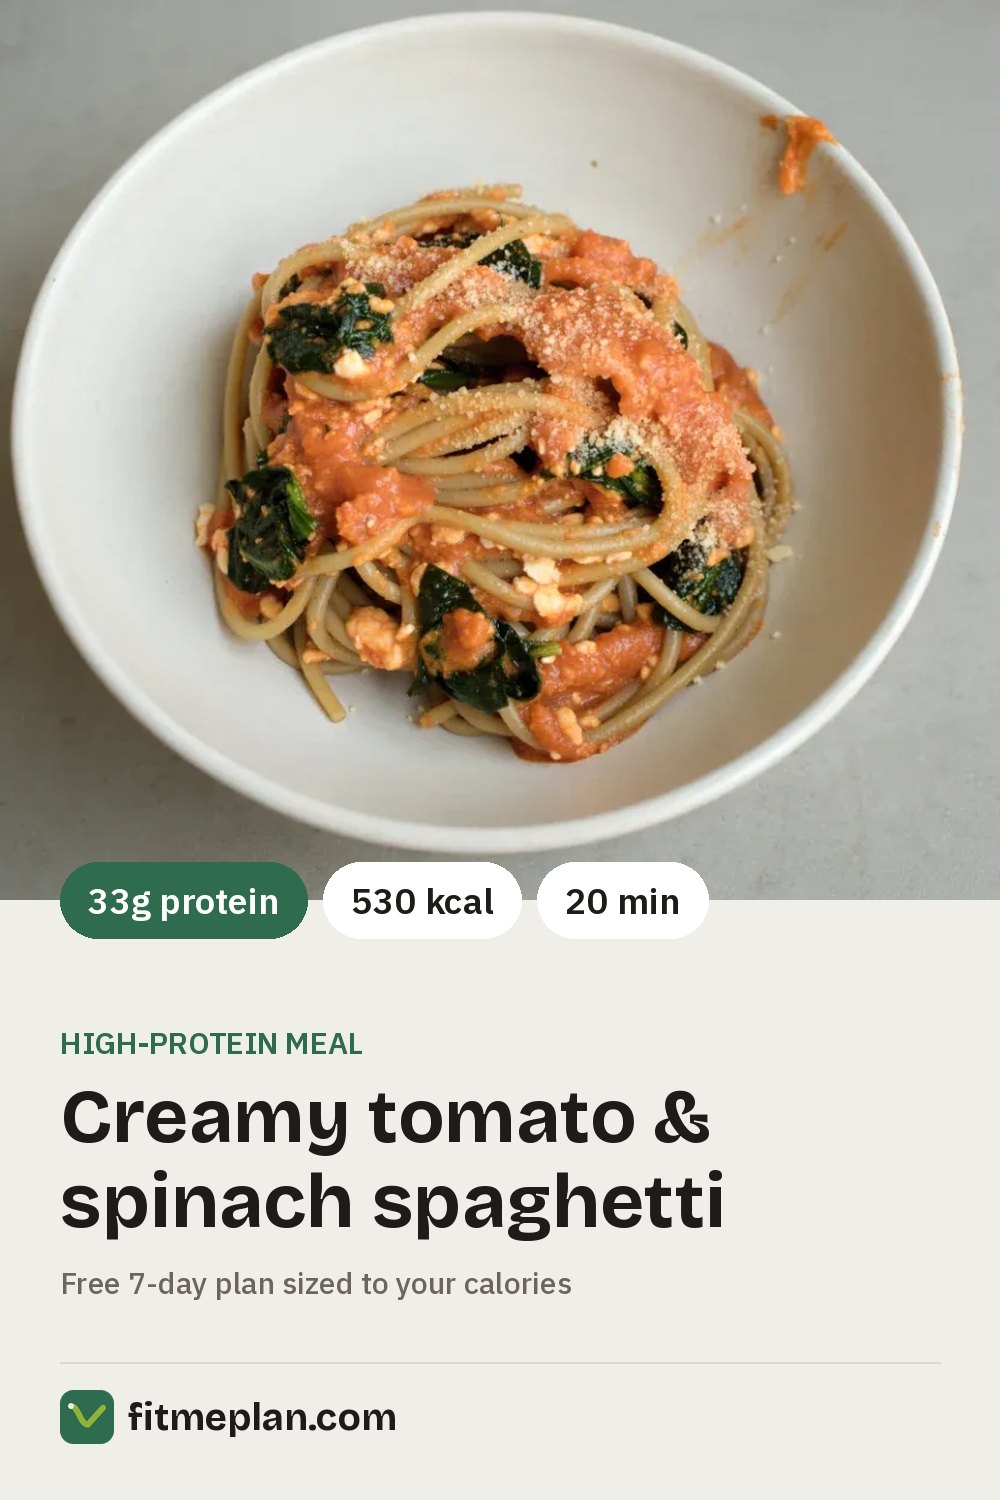 33g protein
530 kcal
20 min
HIGH-PROTEIN MEAL
Creamy tomato &
spinach spaghetti
Free 7-day plan sized to your calories
fitmeplan.com